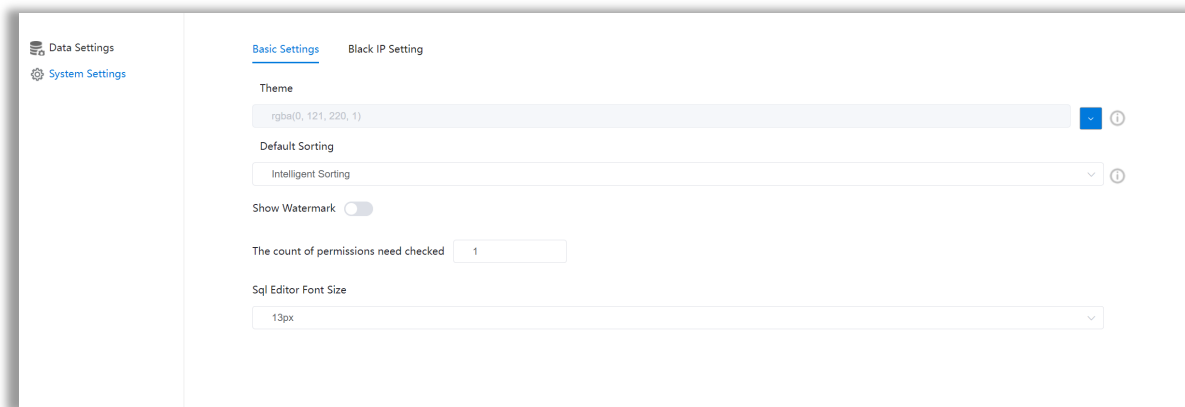 Data Settings
System Settings
Basic Settings
Black IP Setting
Theme
rgba(0, 121, 220, 1)
Default Sorting
Intelligent Sorting
Show Watermark
The count of permissions need checked 1
Sql Editor Font Size
13px